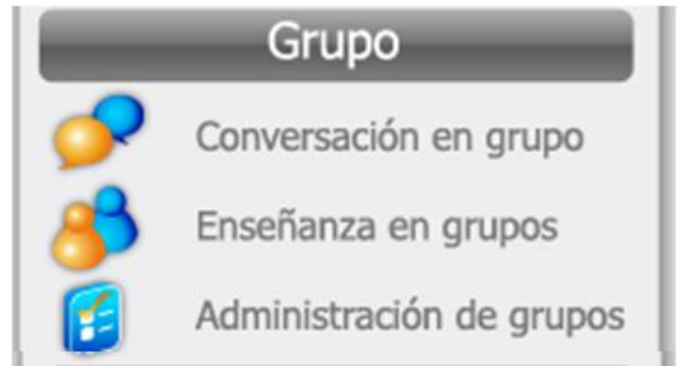 Grupo
Conversación en grupo
Enseñanza en grupos
Administración de grupos